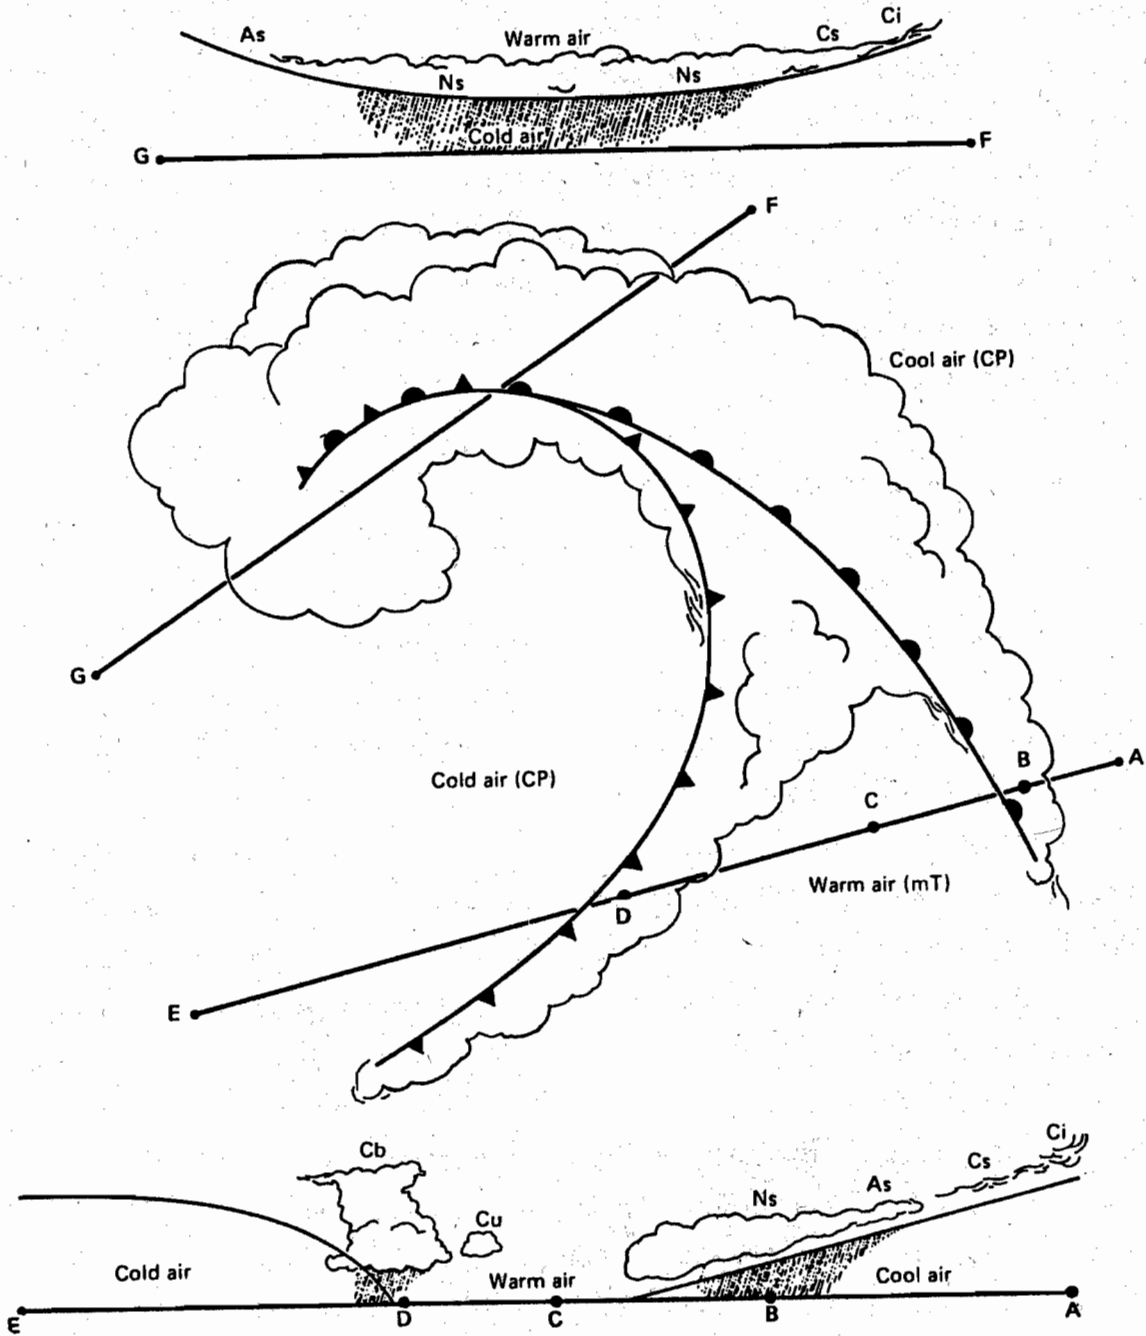 Ci
As
Warm air
Cs
Ns
Ns
Cold air
G
F
F
Cool air (CP)
G
Cold air (CP)
B
A
C
Warm air (mT)
D
E
Ci
Cb
Cs
As
Ns
Cu
Cold air
Warm air
Cool air
E
D
C
B
A